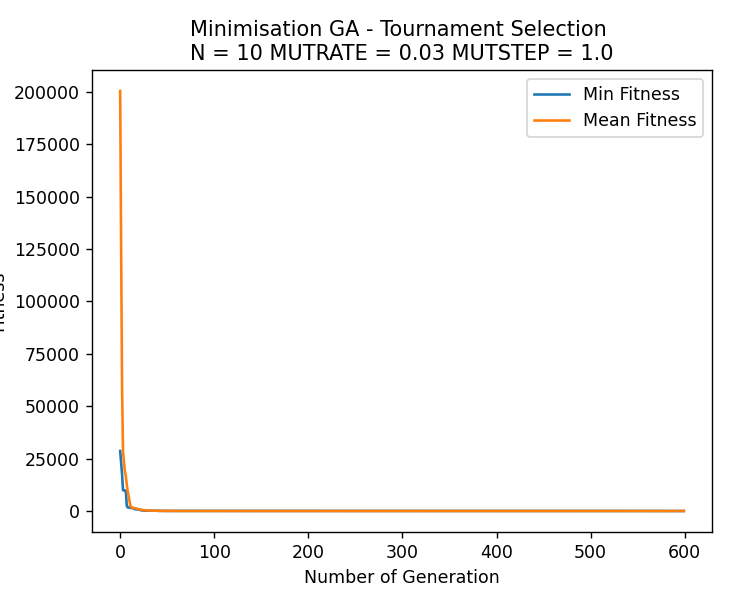 Minimisation GA - Tournament Selection
N = 10 MUTRATE = 0.03 MUTSTEP = 1.0
Min Fitness
Mean Fitness
200000
175000
150000
125000
100000
75000
50000
25000
0
0 100 200 300 400 500 600
Number of Generation